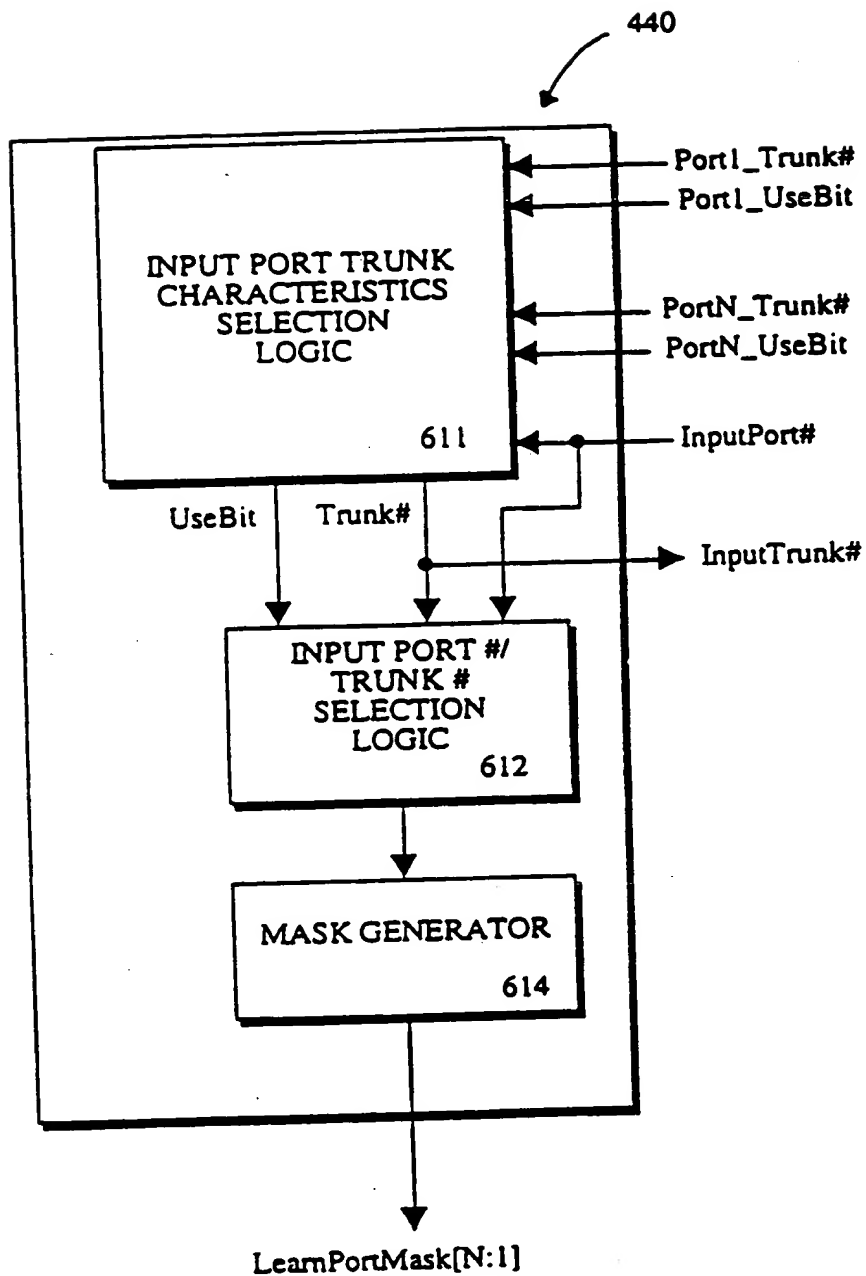 440
Port1_Trunk#
Port1_UseBit
INPUT PORT TRUNK
CHARACTERISTICS
SELECTION
LOGIC
PortN_Trunk#
PortN_UseBit
611
InputPort#
UseBit
Trunk#
InputTrunk#
INPUT PORT #/
TRUNK #
SELECTION
LOGIC
612
MASK GENERATOR
614
LearnPortMask[N:1]